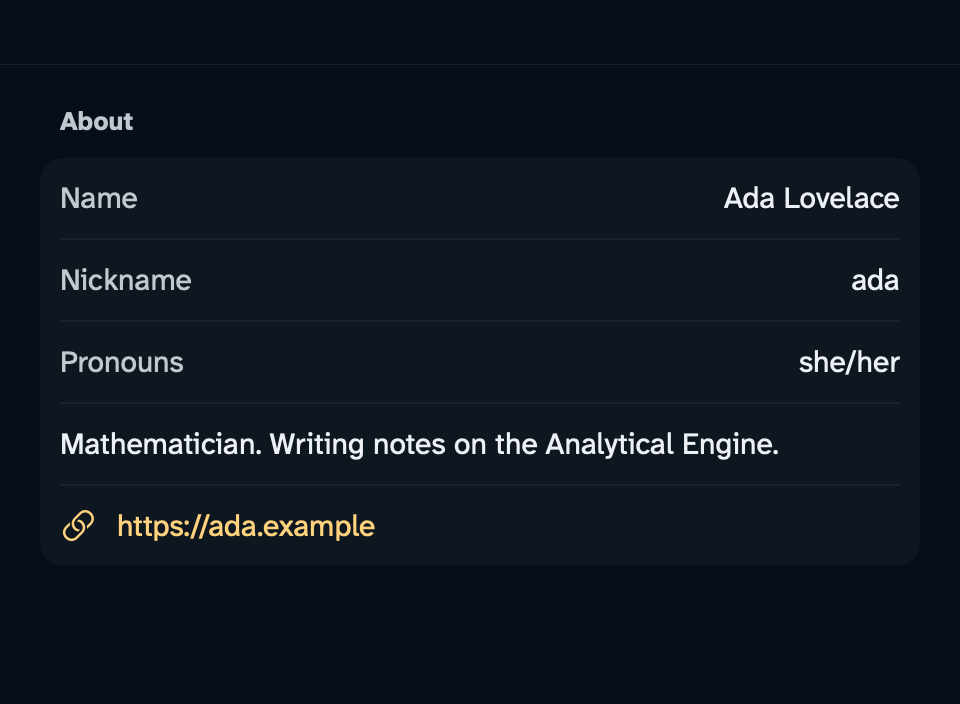 About
Name Ada Lovelace
Nickname ada
Pronouns she/her
Mathematician. Writing notes on the Analytical Engine.
https://ada.example